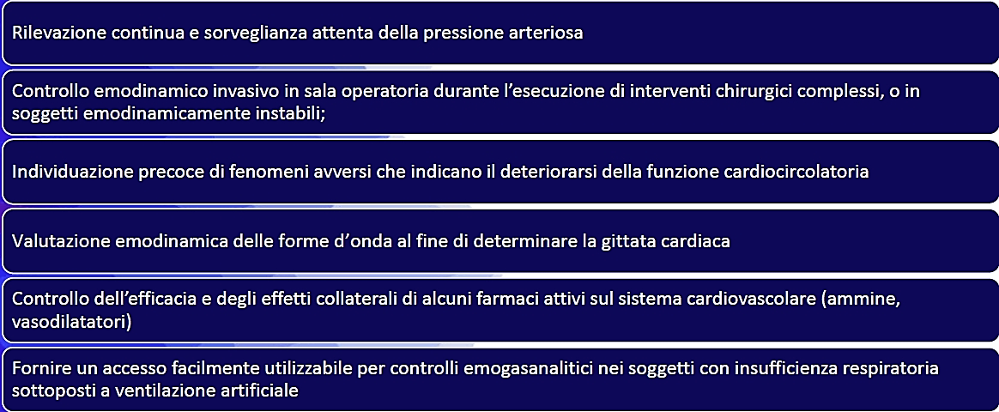 Rilevazione continua e sorveglianza attenta della pressione arteriosa
Controllo emodinamico invasivo in sala operatoria durante l’esecuzione di interventi chirurgici complessi, o in
soggetti emodinamicamente instabili;
Individuazione precoce di fenomeni avversi che indicano il deteriorarsi della funzione cardiocircolatoria
Valutazione emodinamica delle forme d’onda al fine di determinare la gittata cardiaca
Controllo dell’efficacia e degli effetti collaterali di alcuni farmaci attivi sul sistema cardiovascolare (ammine,
vasodilatatori)
Fornire un accesso facilmente utilizzabile per controlli emogasanalitici nei soggetti con insufficienza respiratoria
sottoposti a ventilazione artificiale